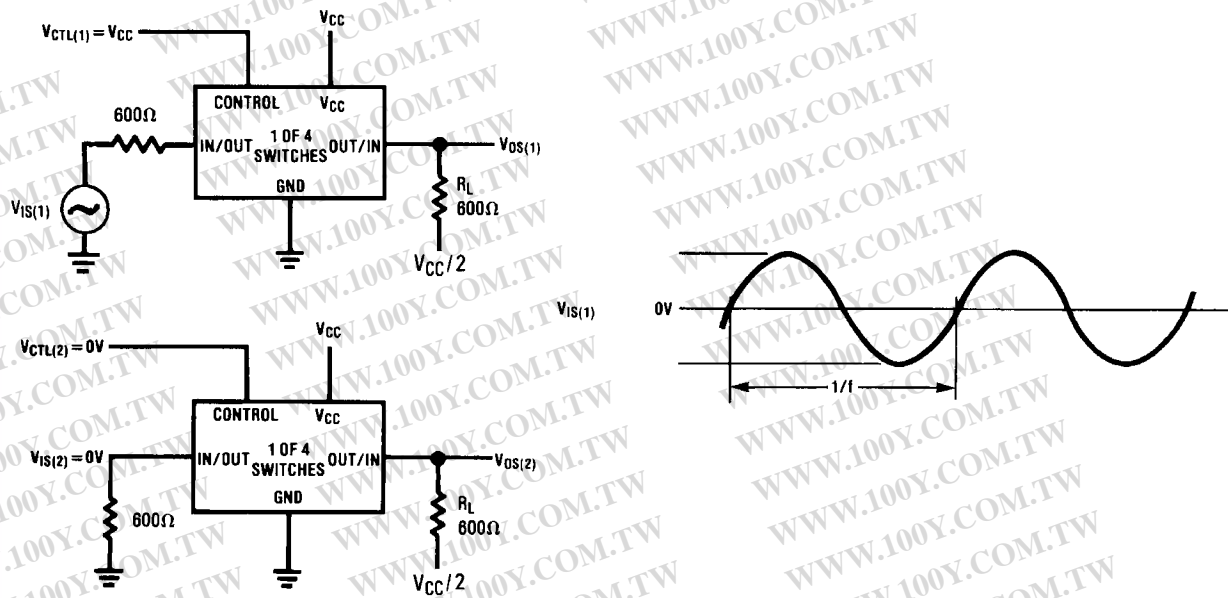 V_CTL(1) = V_CC
V_CC
CONTROL
V_CC
600Ω
IN/OUT
1 OF 4
SWITCHES
OUT/IN
V_OS(1)
GND
R_L
600Ω
V_IS(1)
V_CC/2
V_IS(1)
0V
1/f
V_CC
V_CTL(2) = 0V
CONTROL
V_CC
V_IS(2) = 0V
IN/OUT
1 OF 4
SWITCHES
OUT/IN
V_OS(2)
GND
600Ω
R_L
600Ω
V_CC/2
WWW.100Y.COM.TW